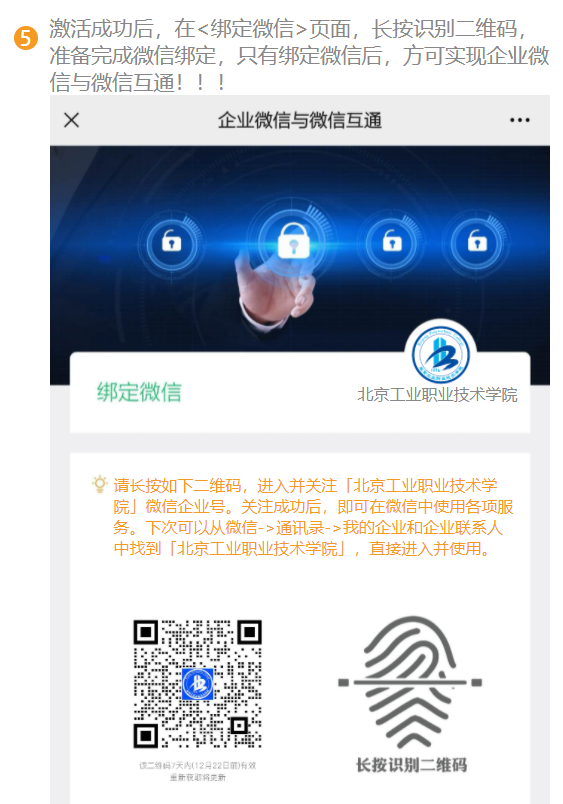 5
激活成功后，在<绑定微信>页面，长按识别二维码，
准备完成微信绑定，只有绑定微信后，方可实现企业微
信与微信互通！！！
企业微信与微信互通
绑定微信
北京工业职业技术学院
请长按如下二维码，进入并关注「北京工业职业技术学
院」微信企业号。关注成功后，即可在微信中使用各项服
务。下次可以从微信->通讯录->我的企业和企业联系人
中找到「北京工业职业技术学院」，直接进入并使用。
该二维码7天内(12月22日前)有效
重新获取将更新
长按识别二维码